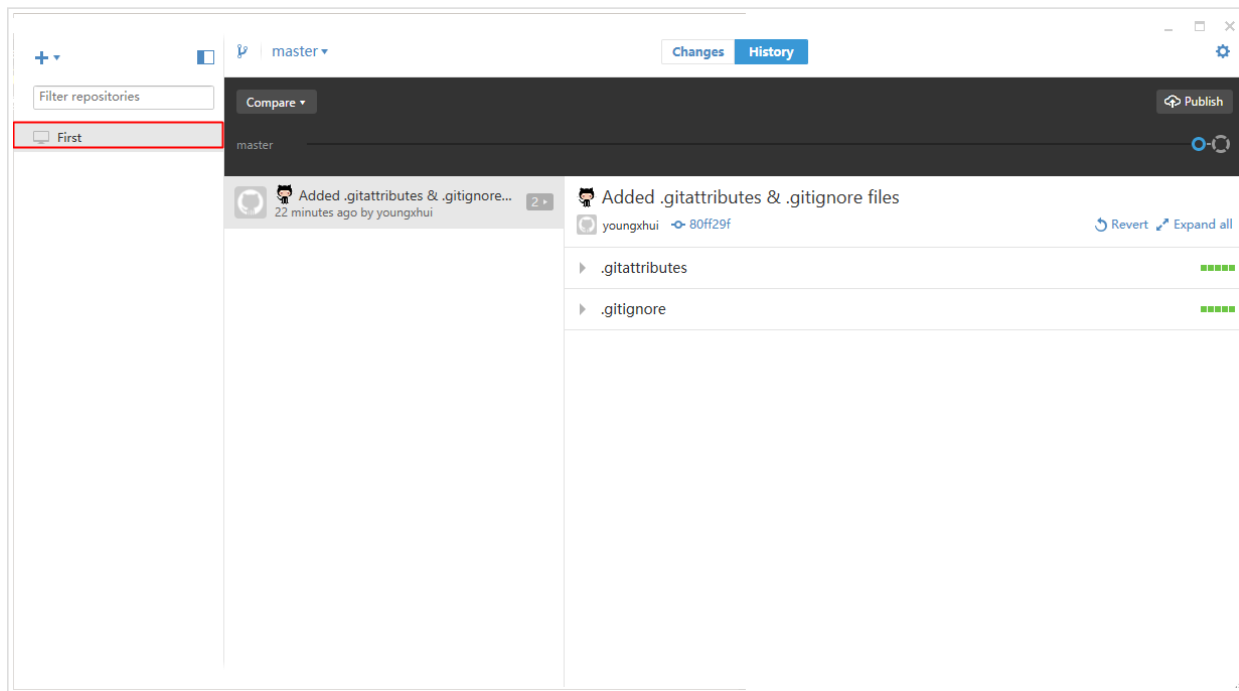 master
Changes
History
Filter repositories
Compare
Publish
First
master
Added .gitattributes & .gitignore...
2
22 minutes ago by youngxhui
Added .gitattributes & .gitignore files
youngxhui
80ff29f
Revert
Expand all
.gitattributes
.gitignore